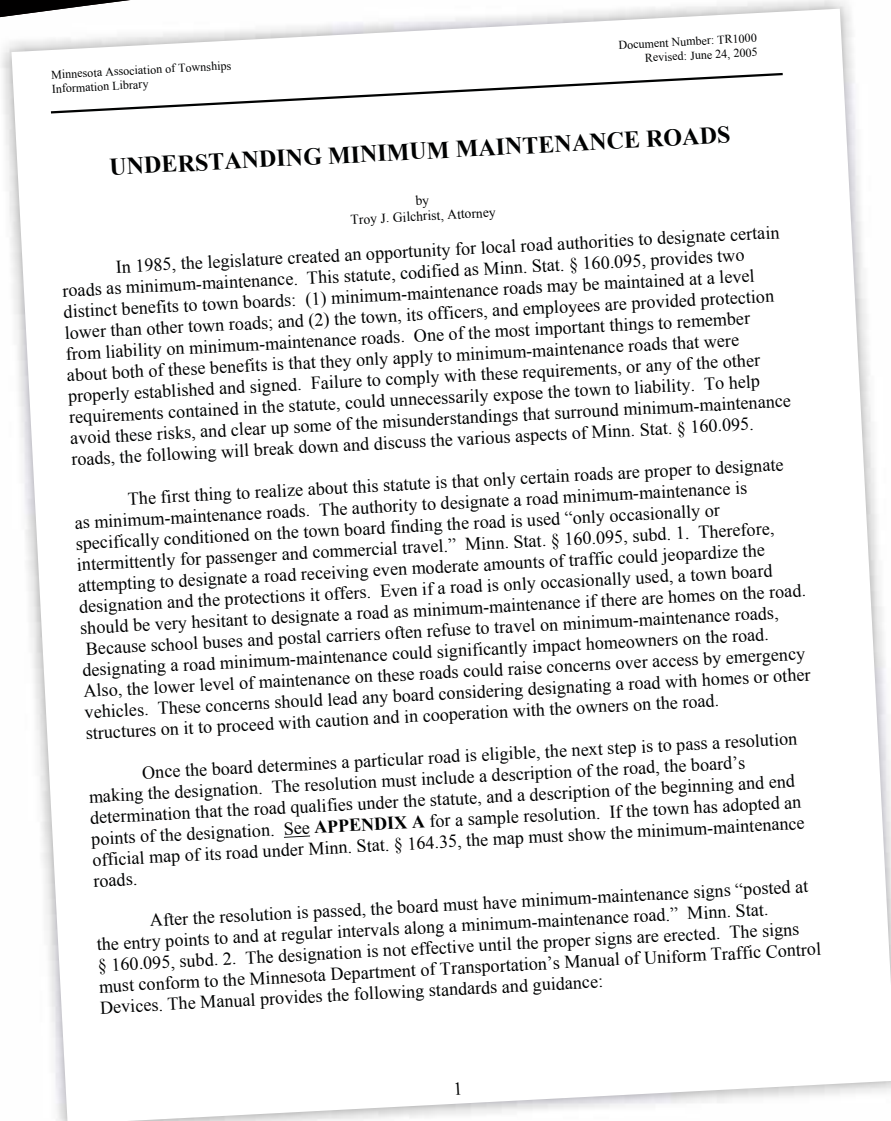 Minnesota Association of Townships
Information Library
Document Number: TR1000
Revised: June 24, 2005
UNDERSTANDING MINIMUM MAINTENANCE ROADS
by
Troy J. Gilchrist, Attorney
In 1985, the legislature created an opportunity for local road authorities to designate certain
roads as minimum-maintenance. This statute, codified as Minn. Stat. § 160.095, provides two
distinct benefits to town boards: (1) minimum-maintenance roads may be maintained at a level
lower than other town roads; and (2) the town, its officers, and employees are provided protection
from liability on minimum-maintenance roads. One of the most important things to remember
about both of these benefits is that they only apply to minimum-maintenance roads that were
properly established and signed. Failure to comply with these requirements, or any of the other
requirements contained in the statute, could unnecessarily expose the town to liability. To help
avoid these risks, and clear up some of the misunderstandings that surround minimum-maintenance
roads, the following will break down and discuss the various aspects of Minn. Stat. § 160.095.
The first thing to realize about this statute is that only certain roads are proper to designate
as minimum-maintenance roads. The authority to designate a road minimum-maintenance is
specifically conditioned on the town board finding the road is used “only occasionally or
intermittently for passenger and commercial travel.” Minn. Stat. § 160.095, subd. 1. Therefore,
attempting to designate a road receiving even moderate amounts of traffic could jeopardize the
designation and the protections it offers. Even if a road is only occasionally used, a town board
should be very hesitant to designate a road as minimum-maintenance if there are homes on the road.
Because school buses and postal carriers often refuse to travel on minimum-maintenance roads,
designating a road minimum-maintenance could significantly impact homeowners on the road.
Also, the lower level of maintenance on these roads could raise concerns over access by emergency
vehicles. These concerns should lead any board considering designating a road with homes or other
structures on it to proceed with caution and in cooperation with the owners on the road.
Once the board determines a particular road is eligible, the next step is to pass a resolution
making the designation. The resolution must include a description of the road, the board’s
determination that the road qualifies under the statute, and a description of the beginning and end
points of the designation. See APPENDIX A for a sample resolution. If the town has adopted an
official map of its road under Minn. Stat. § 164.35, the map must show the minimum-maintenance
roads.
After the resolution is passed, the board must have minimum-maintenance signs “posted at
the entry points to and at regular intervals along a minimum-maintenance road.” Minn. Stat.
§ 160.095, subd. 2. The designation is not effective until the proper signs are erected. The signs
must conform to the Minnesota Department of Transportation’s Manual of Uniform Traffic Control
Devices. The Manual provides the following standards and guidance:
1